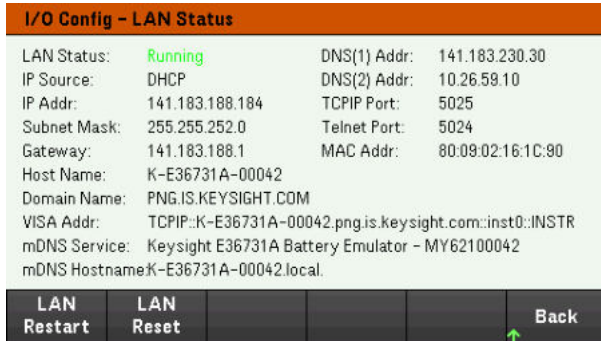 I/O Config – LAN Status
LAN Status: Running DNS(1) Addr: 141.183.230.30
IP Source: DHCP DNS(2) Addr: 10.26.59.10
IP Addr: 141.183.188.184 TCPIP Port: 5025
Subnet Mask: 255.255.252.0 Telnet Port: 5024
Gateway: 141.183.188.1 MAC Addr: 80:09:02:16:1C:90
Host Name: K-E36731A-00042
Domain Name: PNG.IS.KEYSIGHT.COM
VISA Addr: TCPIP::K-E36731A-00042.png.is.keysight.com::inst0::INSTR
mDNS Service: Keysight E36731A Battery Emulator - MY62100042
mDNS Hostname:K-E36731A-00042.local.
LAN Restart
LAN Reset
Back